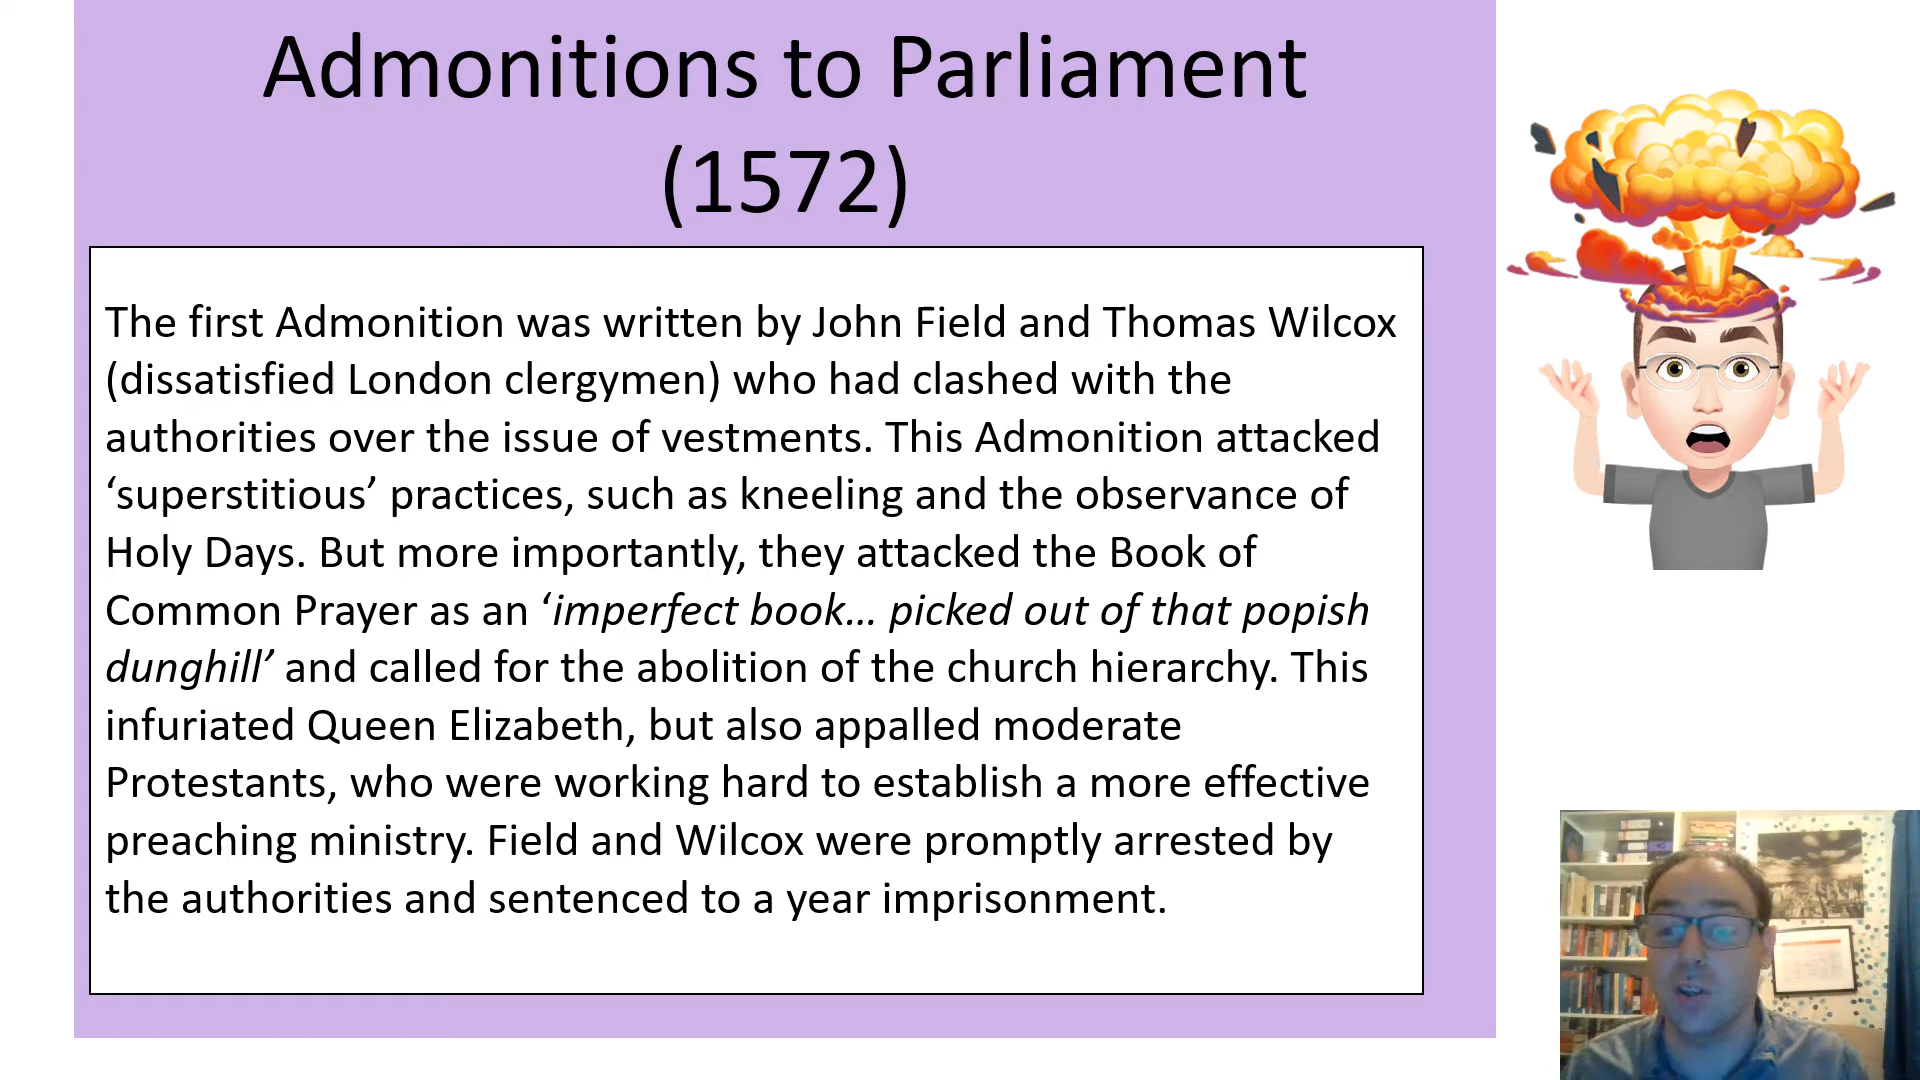 Admonitions to Parliament
(1572)
The first Admonition was written by John Field and Thomas Wilcox
(dissatisfied London clergymen) who had clashed with the
authorities over the issue of vestments. This Admonition attacked
‘superstitious’ practices, such as kneeling and the observance of
Holy Days. But more importantly, they attacked the Book of
Common Prayer as an ‘imperfect book… picked out of that popish
dunghill’ and called for the abolition of the church hierarchy. This
infuriated Queen Elizabeth, but also appalled moderate
Protestants, who were working hard to establish a more effective
preaching ministry. Field and Wilcox were promptly arrested by
the authorities and sentenced to a year imprisonment.